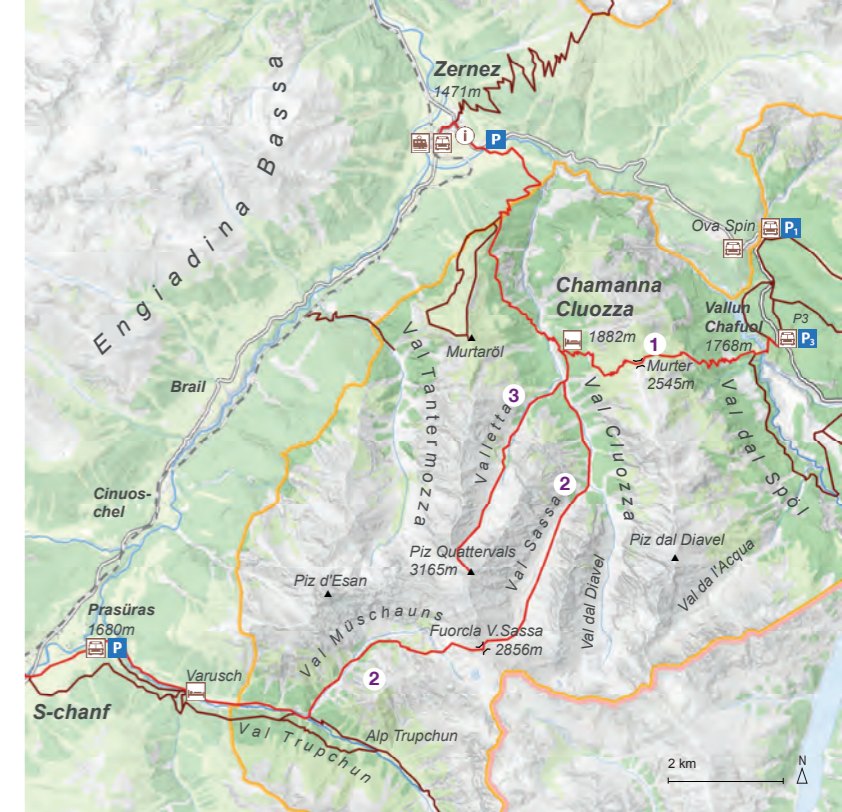 Zernez
1471m
i
P
Engiadina Bassa
Ova Spin
P1
Chamanna
Cluozza
1882m
Vallun
Chafuol
1768m
P3
P3
1
Murter
2545m
Murtaröl
Val Tantermozza
Brail
3
Valletta
Val Cluozza
Val dal Spöl
2
Val Sassa
Cinuos-
chel
Piz Quattervals
3165m
Piz dal Diavel
Val da l'Acqua
Val dal Diavel
Piz d'Esan
Val Müschauns
Fuorcla V.Sassa
2856m
Prasüras
1680m
P
Varusch
2
S-chanf
Val Trupchun
Alp Trupchun
2 km
N